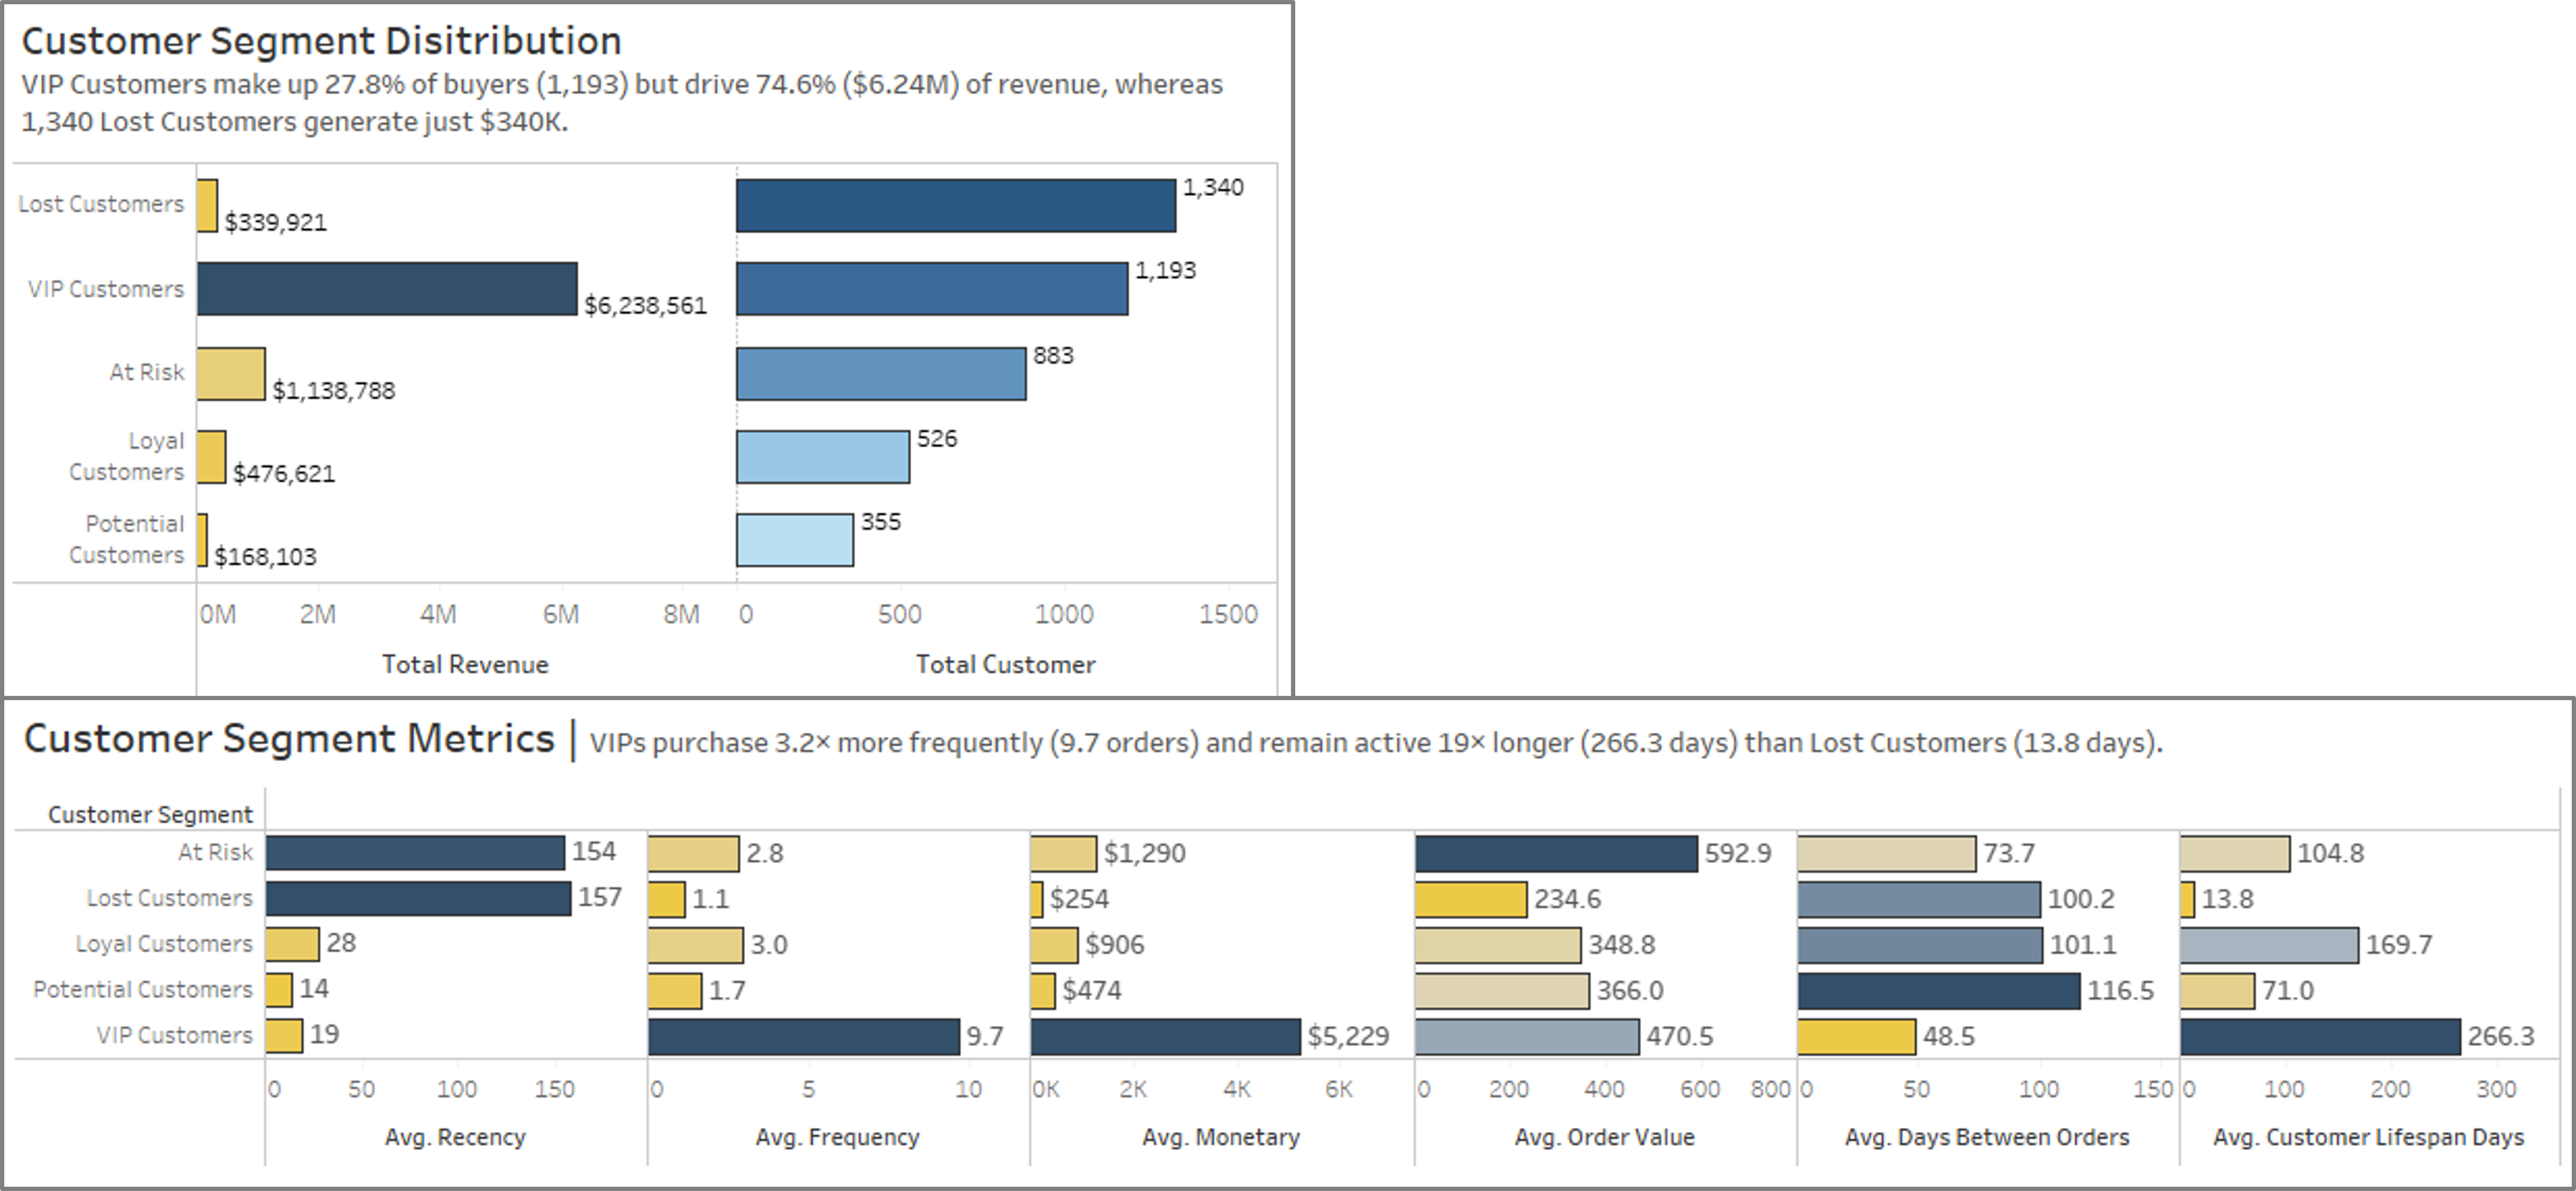 Customer Segment Disitribution
VIP Customers make up 27.8% of buyers (1,193) but drive 74.6% ($6.24M) of revenue, whereas
1,340 Lost Customers generate just $340K.
Lost Customers $339,921 1,340
VIP Customers $6,238,561 1,193
At Risk $1,138,788 883
Loyal
Customers $476,621 526
Potential
Customers $168,103 355
0M 2M 4M 6M 8M 0 500 1000 1500
Total Revenue Total Customer
Customer Segment Metrics | VIPs purchase 3.2× more frequently (9.7 orders) and remain active 19× longer (266.3 days) than Lost Customers (13.8 days).
Customer Segment
At Risk 154 2.8 $1,290 592.9 73.7 104.8
Lost Customers 157 1.1 $254 234.6 100.2 13.8
Loyal Customers 28 3.0 $906 348.8 101.1 169.7
Potential Customers 14 1.7 $474 366.0 116.5 71.0
VIP Customers 19 9.7 $5,229 470.5 48.5 266.3
0 50 100 150 0 5 10 0K 2K 4K 6K 0 200 400 600 800 0 50 100 150 0 100 200 300
Avg. Recency Avg. Frequency Avg. Monetary Avg. Order Value Avg. Days Between Orders Avg. Customer Lifespan Days